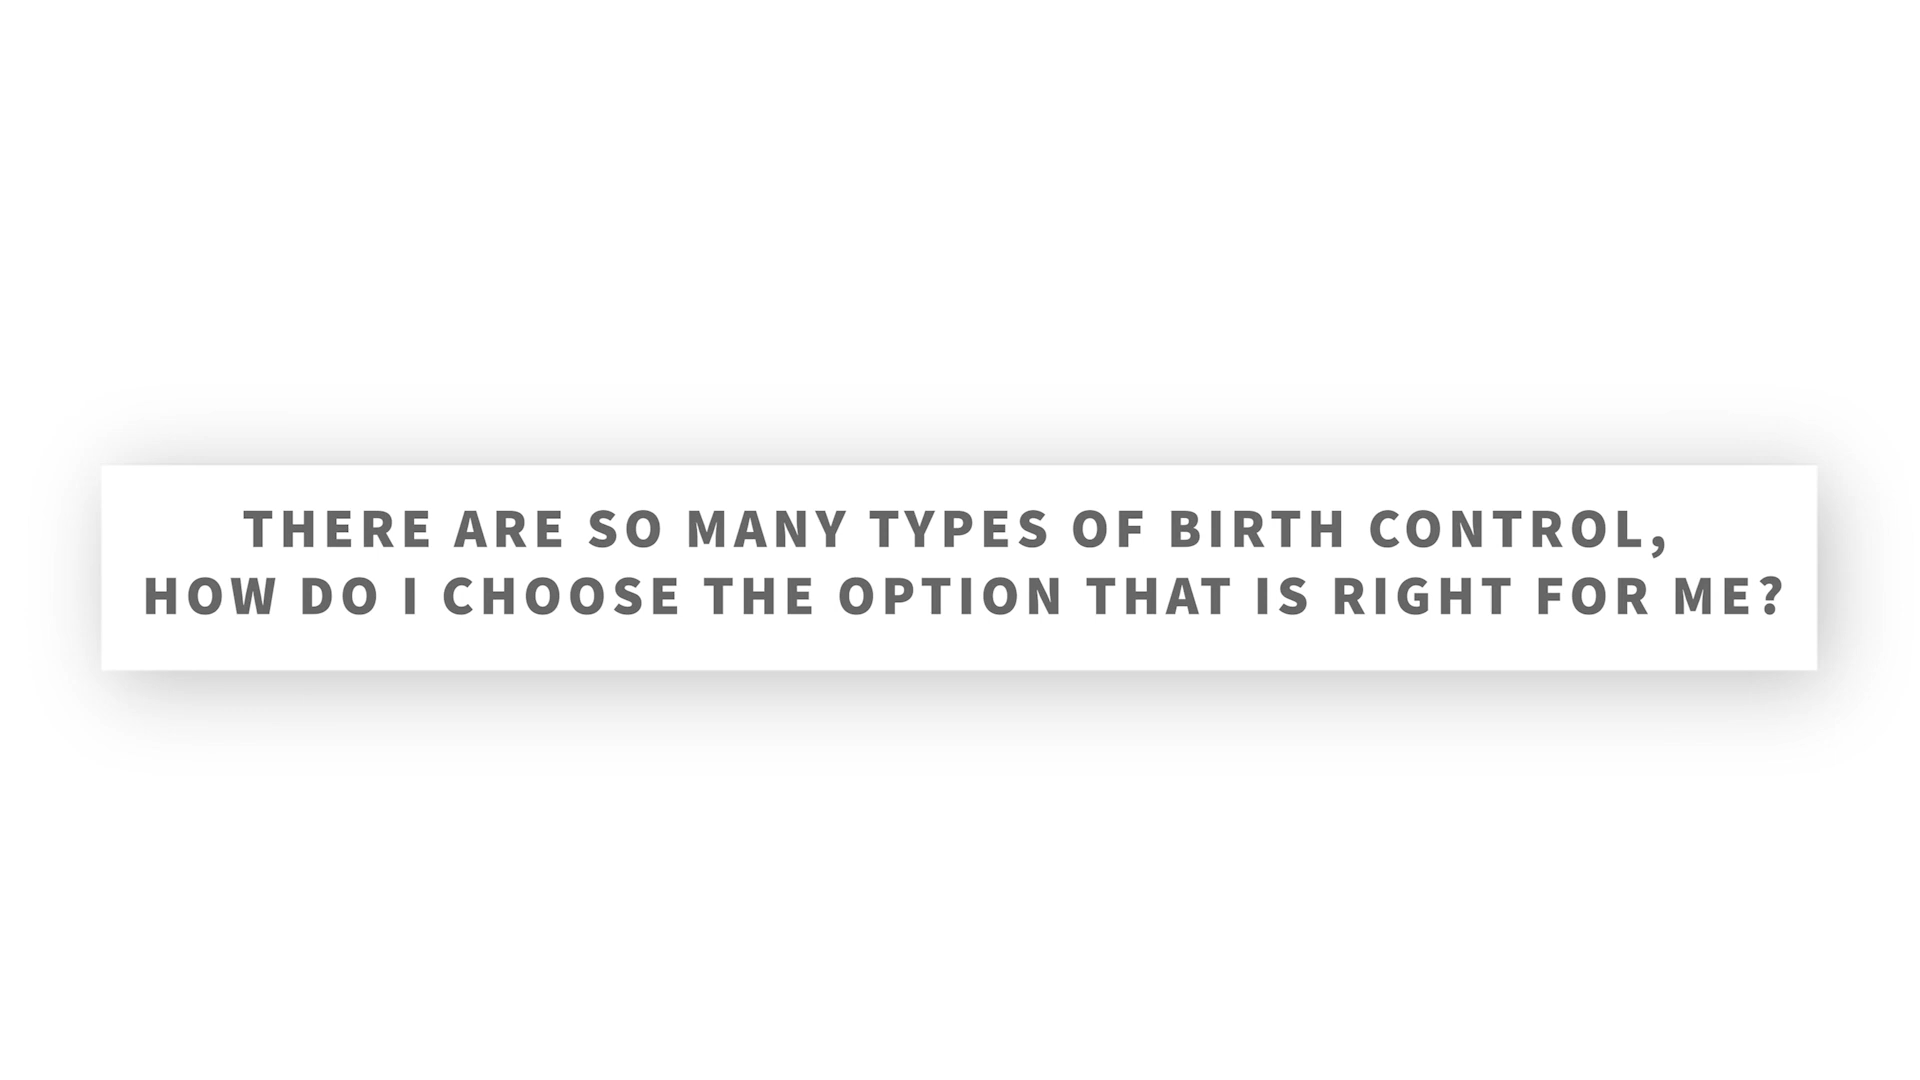 THERE ARE SO MANY TYPES OF BIRTH CONTROL,
HOW DO I CHOOSE THE OPTION THAT IS RIGHT FOR ME?